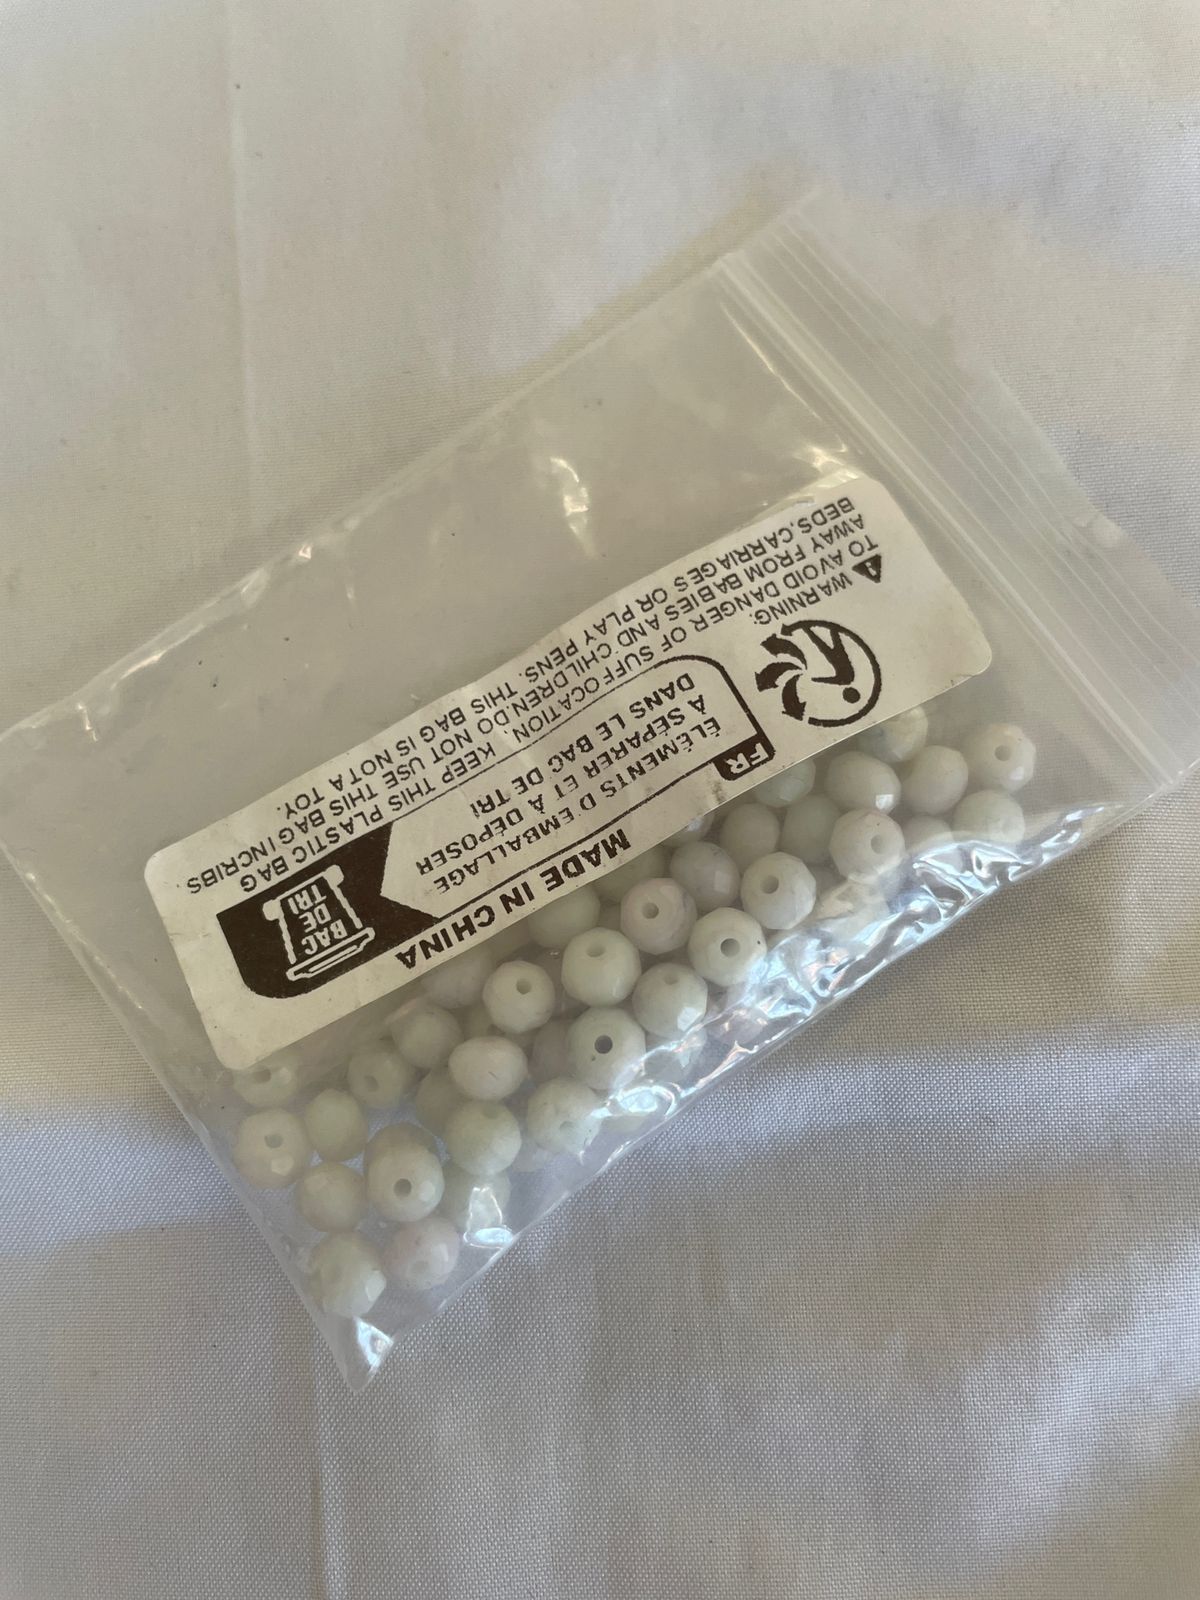 WARNING:
TO AVOID DANGER OF SUFFOCATION, KEEP THIS PLASTIC BAG
AWAY FROM BABIES AND CHILDREN.DO NOT USE THIS BAG INCRIBS
BEDS.CARRIAGES OR PLAY PENS. THIS BAG IS NOT A TOY.
FR
ÉLÉMENTS D'EMBALLAGE
À SÉPARER ET À DÉPOSER
DANS LE BAC DE TRI
BAC
DE
TRI
MADE IN CHINA